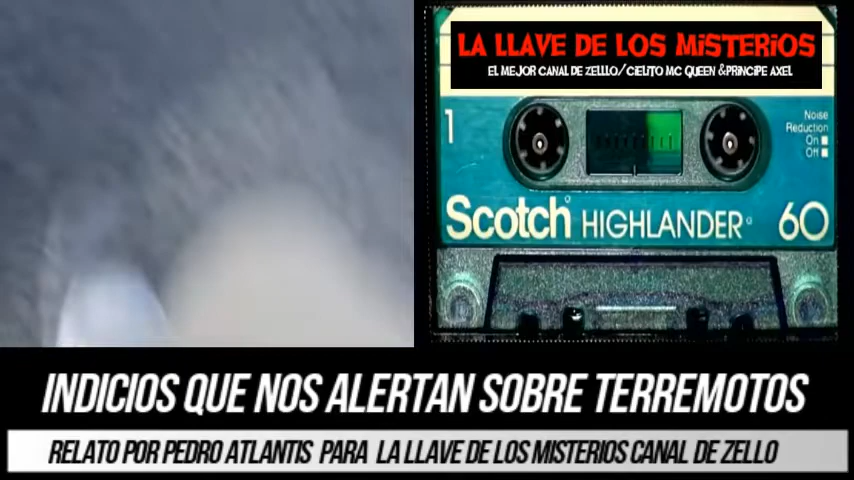 LA LLAVE DE LOS MISTERIOS
EL MEJOR CANAL DE ZELLLO/CIELITO MC QUEEN &PRINCIPE AXEL
1
Noise
Reduction
On
Off
Scotch HIGHLANDER 60
INDICIOS QUE NOS ALERTAN SOBRE TERREMOTOS
RELATO POR PEDRO ATLANTIS PARA LA LLAVE DE LOS MISTERIOS CANAL DE ZELLO